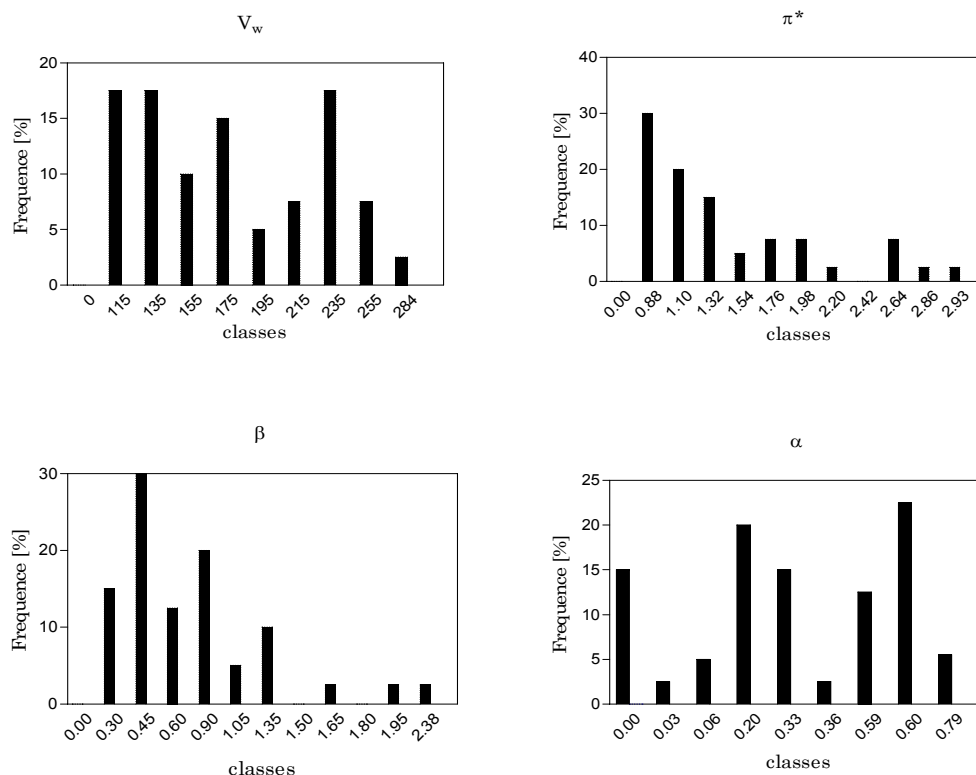 V_w
20
15
10
5
0
Frequence [%]
0 115 135 155 175 195 215 235 255 284
classes
π*
40
30
20
10
0
Frequence [%]
0.00 0.88 1.10 1.32 1.54 1.76 1.98 2.20 2.42 2.64 2.86 2.93
classes
β
30
20
10
0
Frequence [%]
0.00 0.30 0.45 0.60 0.90 1.05 1.35 1.50 1.65 1.80 1.95 2.38
classes
α
25
20
15
10
5
0
Frequence [%]
0.00 0.03 0.06 0.20 0.33 0.36 0.59 0.60 0.79
classes